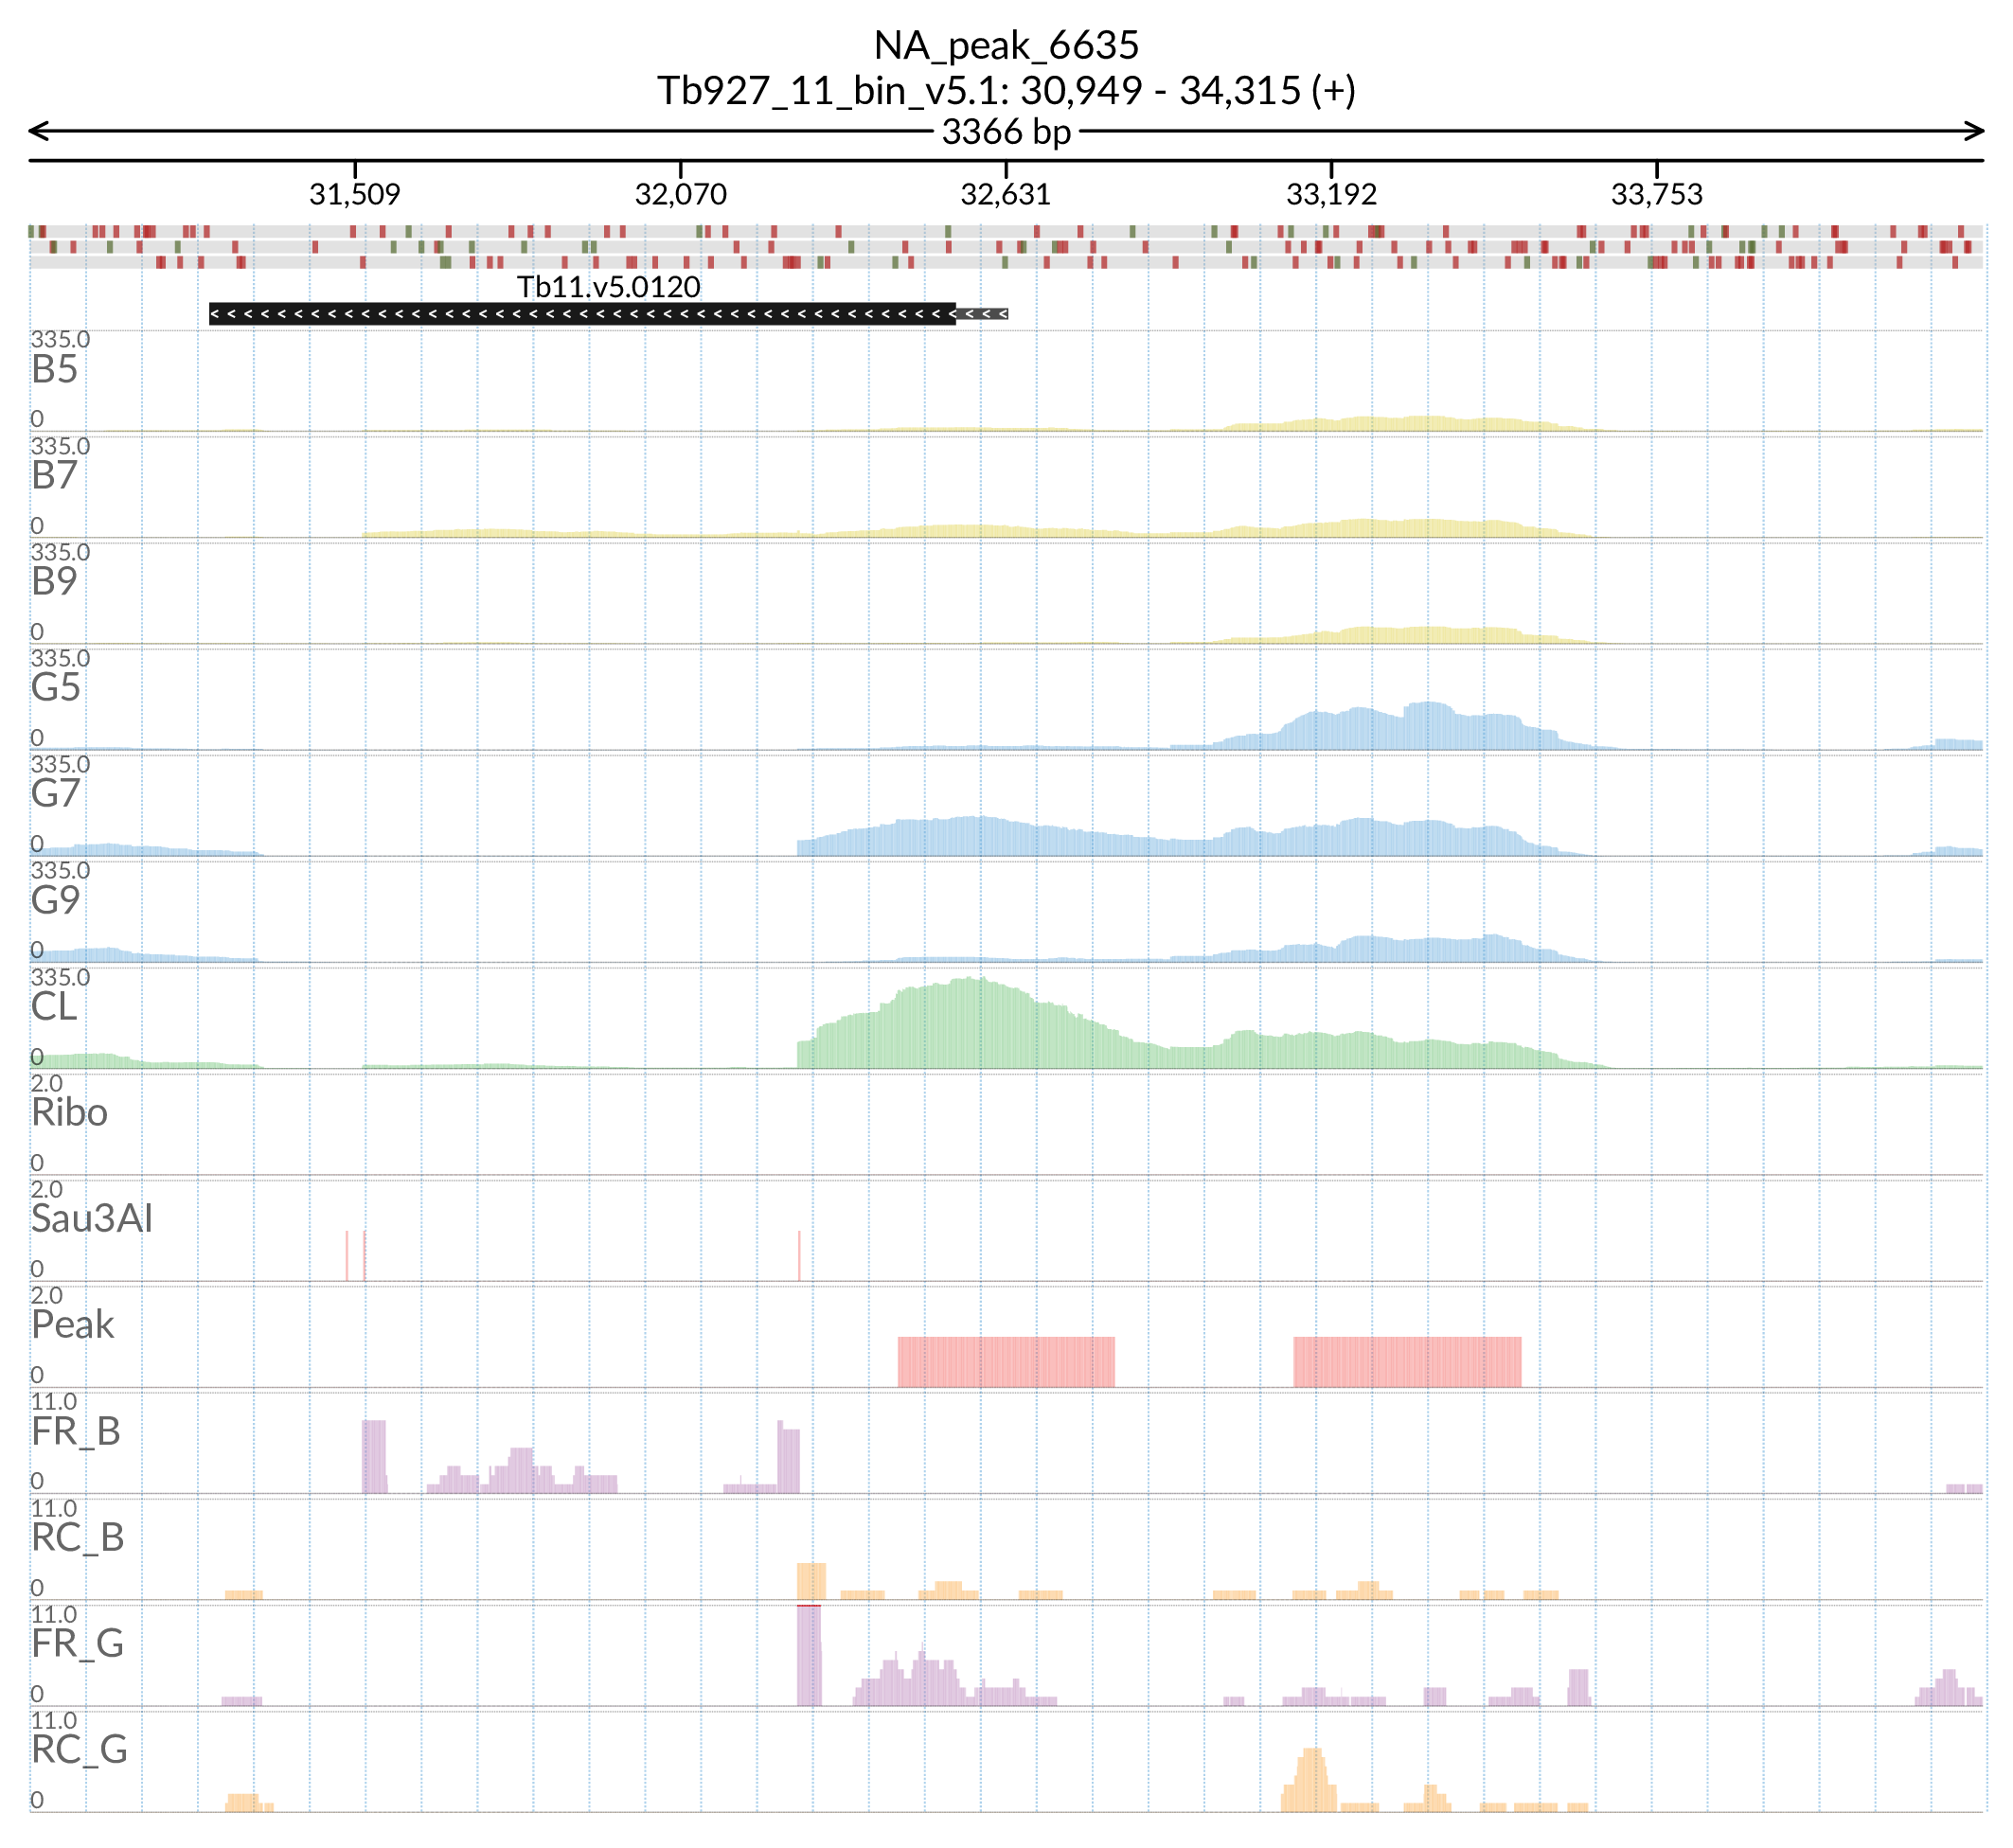 NA_peak_6635
Tb927_11_bin_v5.1: 30,949 - 34,315 (+)
3366 bp
31,509 32,070 32,631 33,192 33,753
Tb11.v5.0120
335.0
B5
0
335.0
B7
0
335.0
B9
0
335.0
G5
0
335.0
G7
0
335.0
G9
0
335.0
CL
0
2.0
Ribo
0
2.0
Sau3AI
0
2.0
Peak
0
11.0
FR_B
0
11.0
RC_B
0
11.0
FR_G
0
11.0
RC_G
0